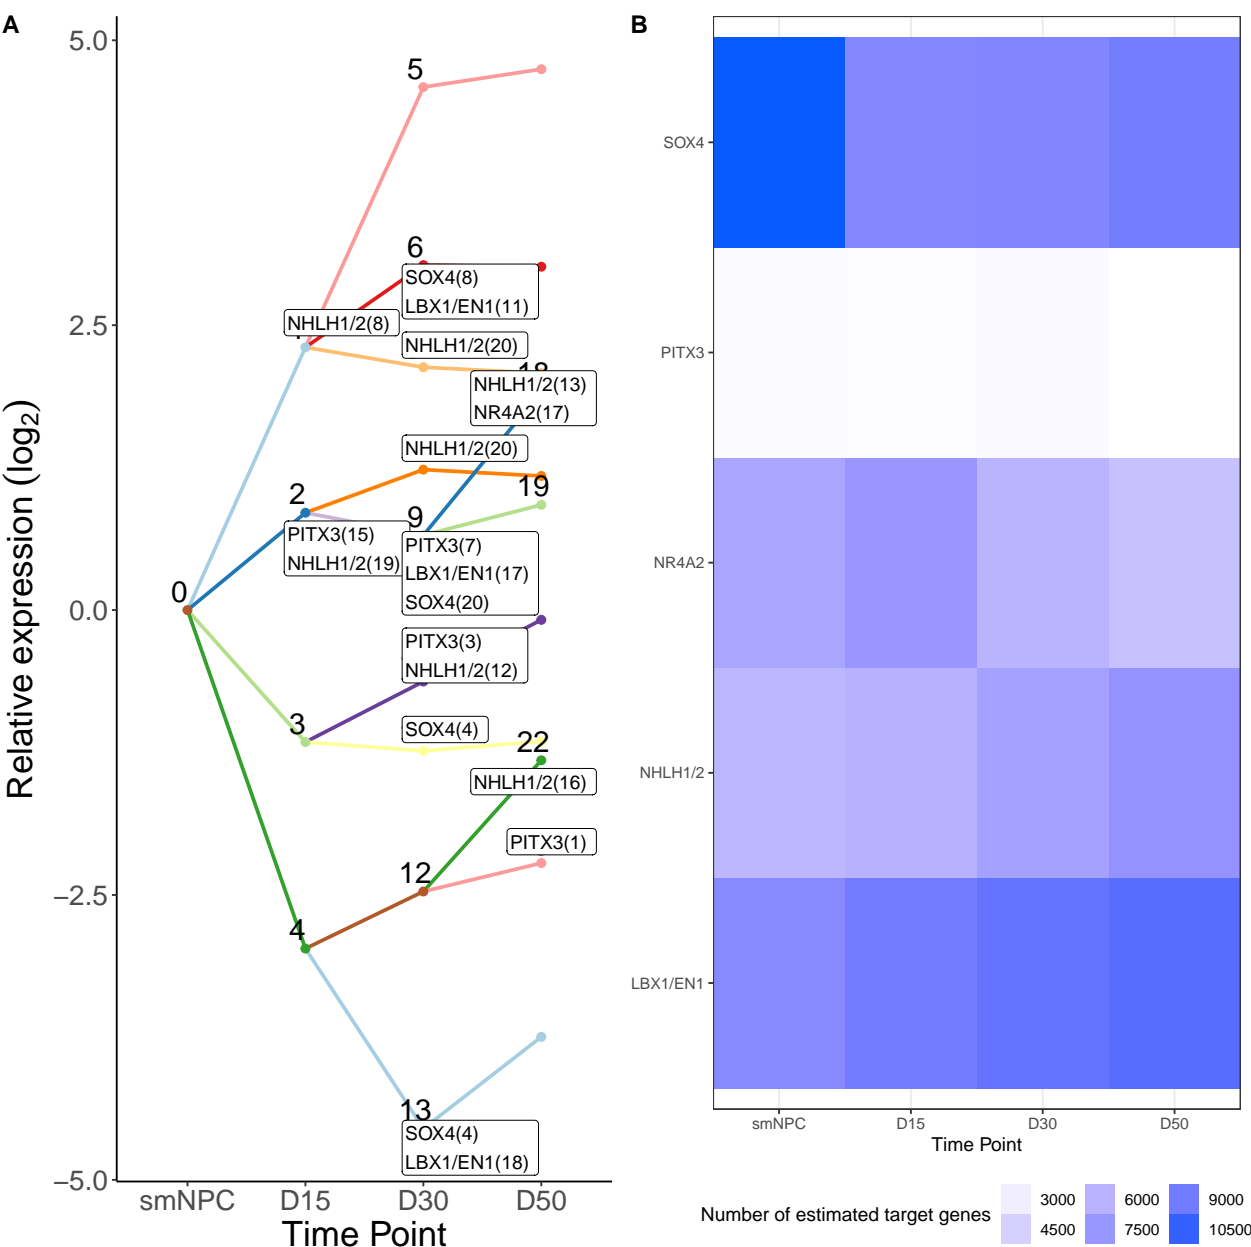 A
5.0
2.5
0.0
−2.5
−5.0
Relative expression (log2)
0
2
3
4
5
6
9
12
13
18
19
22
NHLH1/2(8)
SOX4(8)
LBX1/EN1(11)
NHLH1/2(20)
NHLH1/2(13)
NR4A2(17)
NHLH1/2(20)
PITX3(15)
NHLH1/2(19)
PITX3(7)
LBX1/EN1(17)
SOX4(20)
PITX3(3)
NHLH1/2(12)
SOX4(4)
NHLH1/2(16)
PITX3(1)
SOX4(4)
LBX1/EN1(18)
smNPC
D15
D30
D50
Time Point
B
SOX4
PITX3
NR4A2
NHLH1/2
LBX1/EN1
smNPC
D15
D30
D50
Time Point
Number of estimated target genes
3000
4500
6000
7500
9000
10500